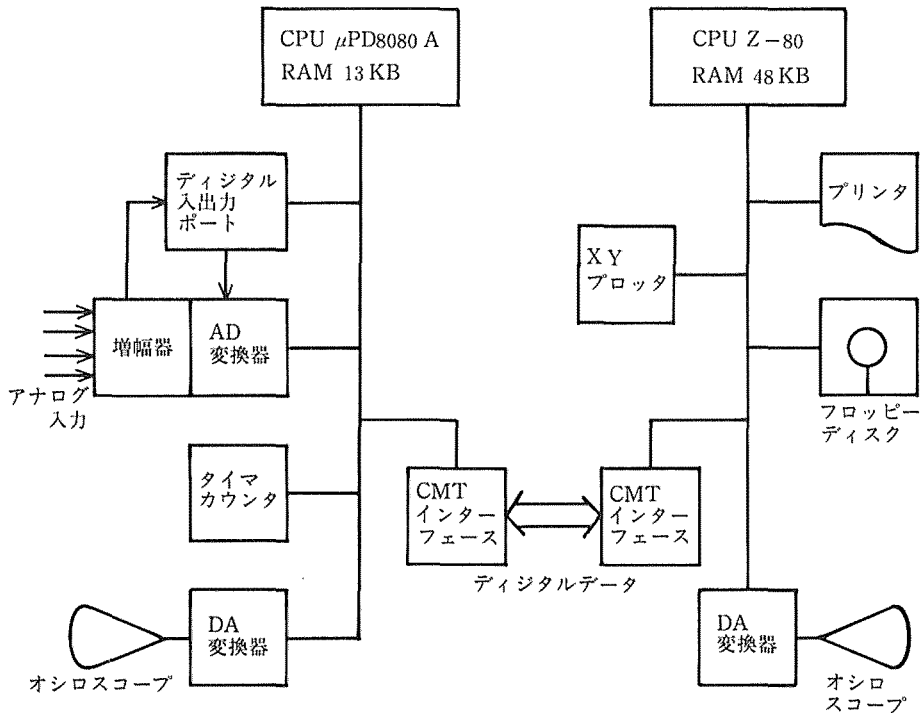 CPU μPD8080 A
RAM 13 KB
CPU Z－80
RAM 48 KB
ディジタル
入出力
ポート
プリンタ
X Y
プロッタ
増幅器
AD
変換器
アナログ
入力
フロッピー
ディスク
タイマ
カウンタ
CMT
インター
フェース
CMT
インター
フェース
ディジタルデータ
DA
変換器
オシロスコープ
DA
変換器
オシロ
スコープ